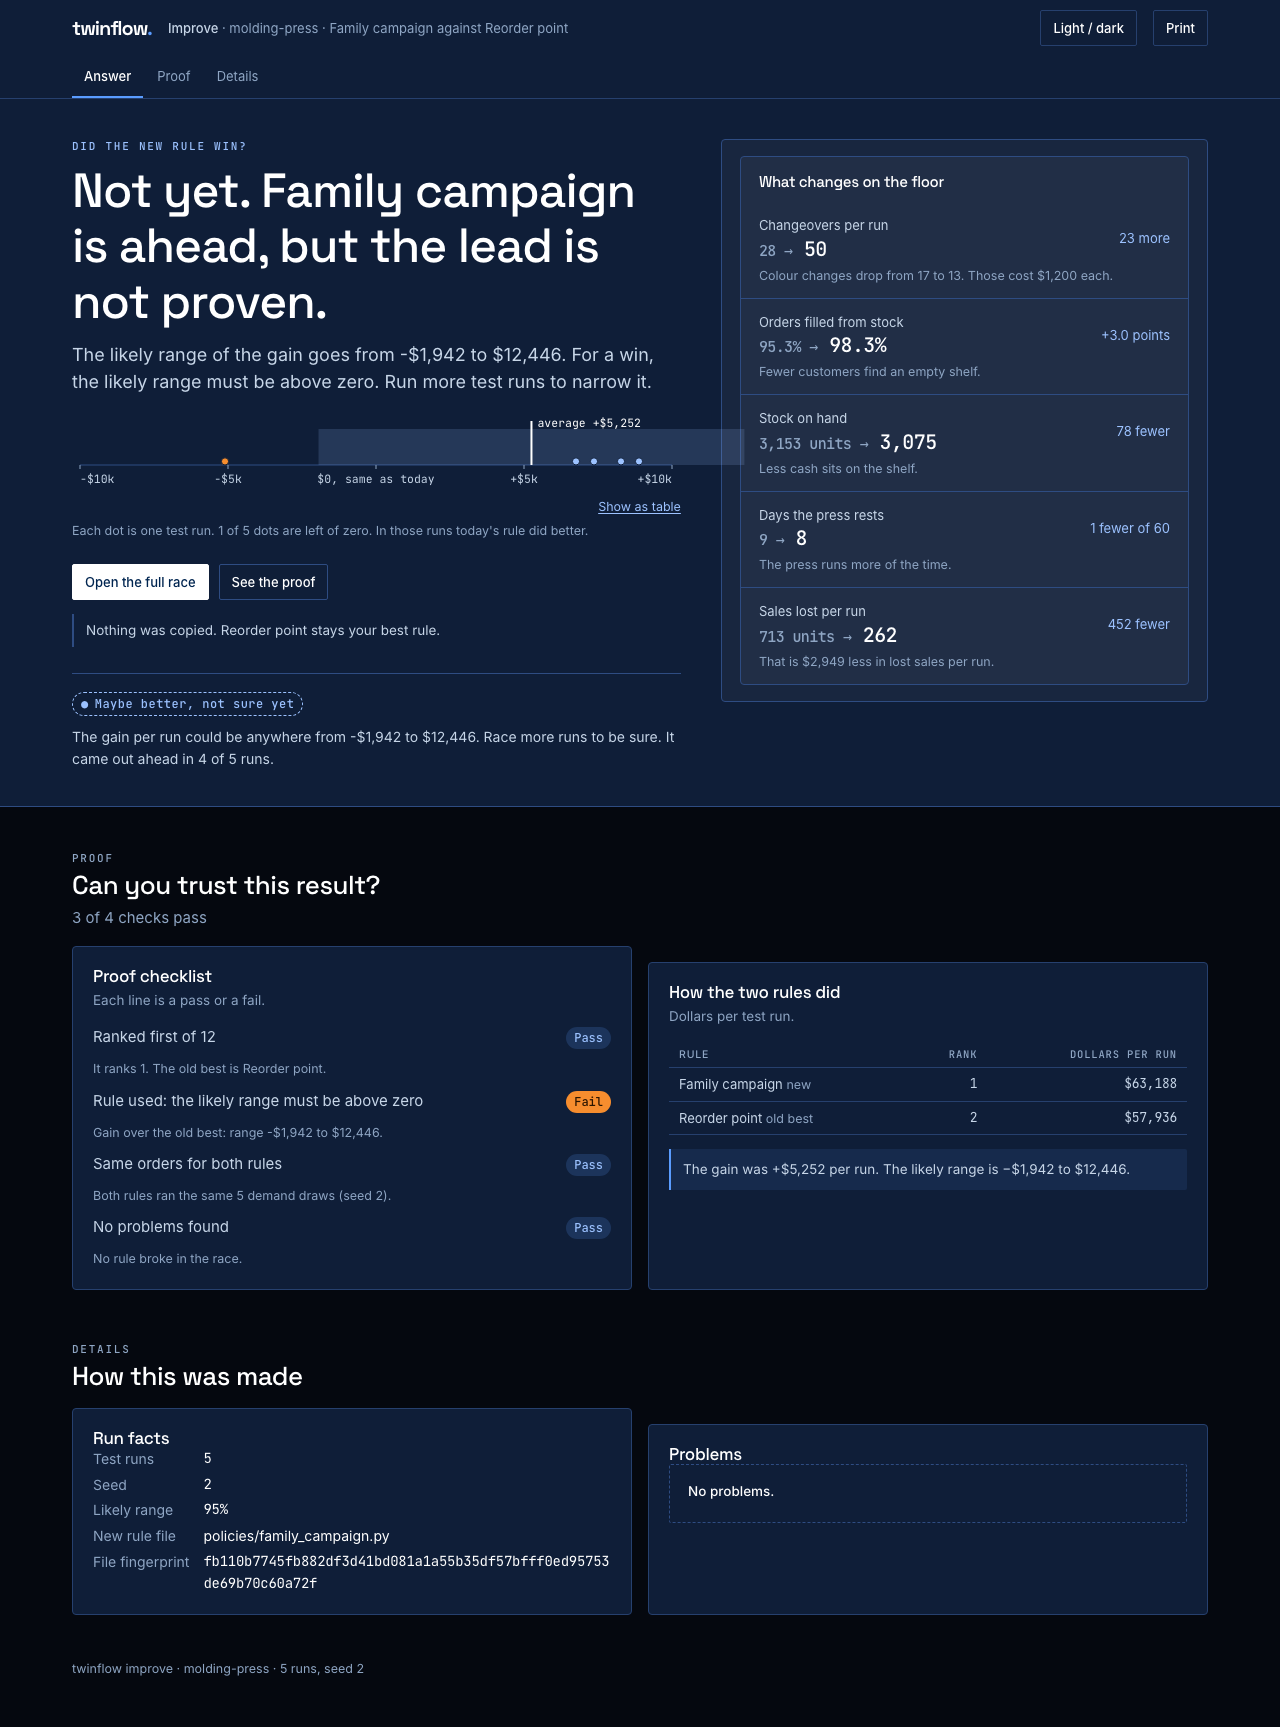 twinflow.
Improve · molding-press · Family campaign against Reorder point
Light / dark
Print
Answer
Proof
Details
DID THE NEW RULE WIN?
Not yet. Family campaign
is ahead, but the lead is
not proven.
The likely range of the gain goes from -$1,942 to $12,446. For a win,
the likely range must be above zero. Run more test runs to narrow it.
average +$5,252
-$10k
-$5k
$0, same as today
+$5k
+$10k
Show as table
Each dot is one test run. 1 of 5 dots are left of zero. In those runs today's rule did better.
Open the full race
See the proof
Nothing was copied. Reorder point stays your best rule.
Maybe better, not sure yet
The gain per run could be anywhere from -$1,942 to $12,446. Race more runs to be sure. It
came out ahead in 4 of 5 runs.
What changes on the floor
Changeovers per run
28 → 50
23 more
Colour changes drop from 17 to 13. Those cost $1,200 each.
Orders filled from stock
95.3% → 98.3%
+3.0 points
Fewer customers find an empty shelf.
Stock on hand
3,153 units → 3,075
78 fewer
Less cash sits on the shelf.
Days the press rests
9 → 8
1 fewer of 60
The press runs more of the time.
Sales lost per run
713 units → 262
452 fewer
That is $2,949 less in lost sales per run.
PROOF
Can you trust this result?
3 of 4 checks pass
Proof checklist
Each line is a pass or a fail.
Ranked first of 12
Pass
It ranks 1. The old best is Reorder point.
Rule used: the likely range must be above zero
Fail
Gain over the old best: range -$1,942 to $12,446.
Same orders for both rules
Pass
Both rules ran the same 5 demand draws (seed 2).
No problems found
Pass
No rule broke in the race.
How the two rules did
Dollars per test run.
RULE RANK DOLLARS PER RUN
Family campaign new 1 $63,188
Reorder point old best 2 $57,936
The gain was +$5,252 per run. The likely range is −$1,942 to $12,446.
DETAILS
How this was made
Run facts
Test runs 5
Seed 2
Likely range 95%
New rule file policies/family_campaign.py
File fingerprint fb110b7745fb882df3d41bd081a1a55b35df57bfff0ed95753
de69b70c60a72f
Problems
No problems.
twinflow improve · molding-press · 5 runs, seed 2